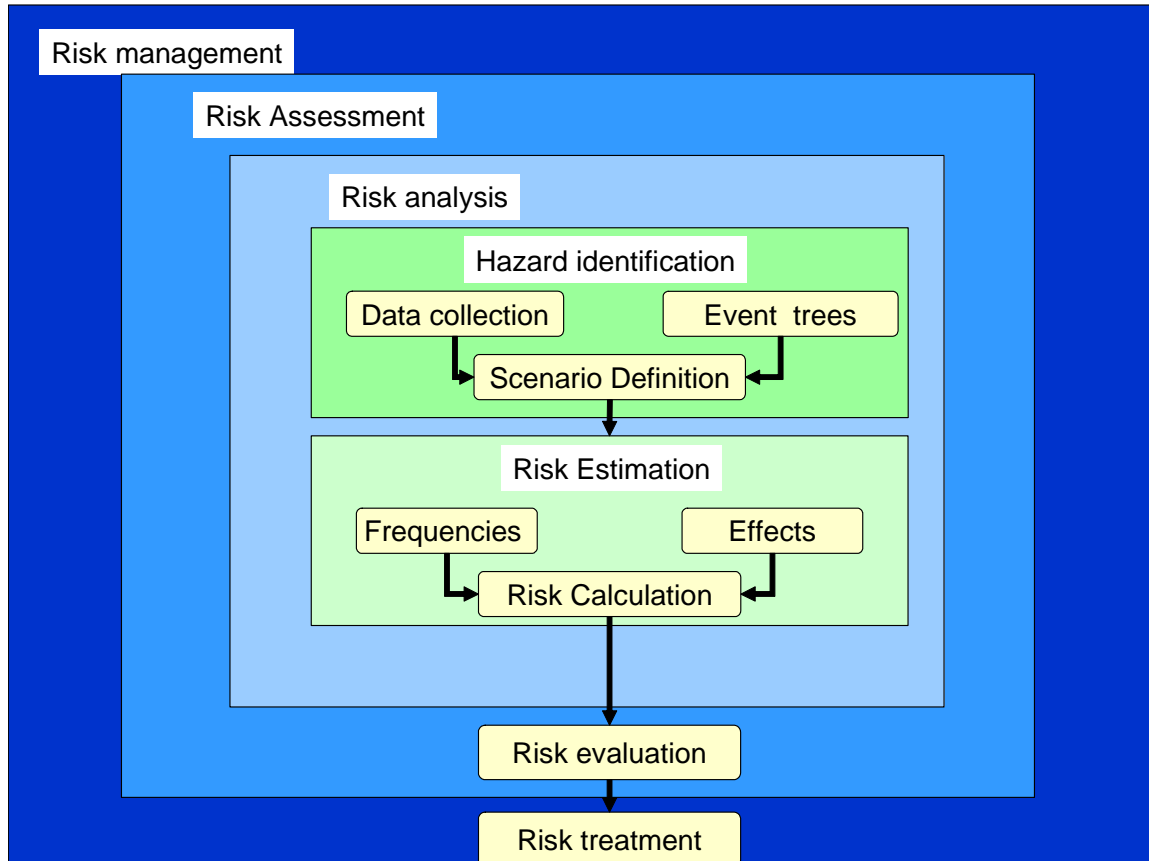 Risk management
Risk Assessment
Risk analysis
Hazard identification
Data collection
Event trees
Scenario Definition
Risk Estimation
Frequencies
Effects
Risk Calculation
Risk evaluation
Risk treatment